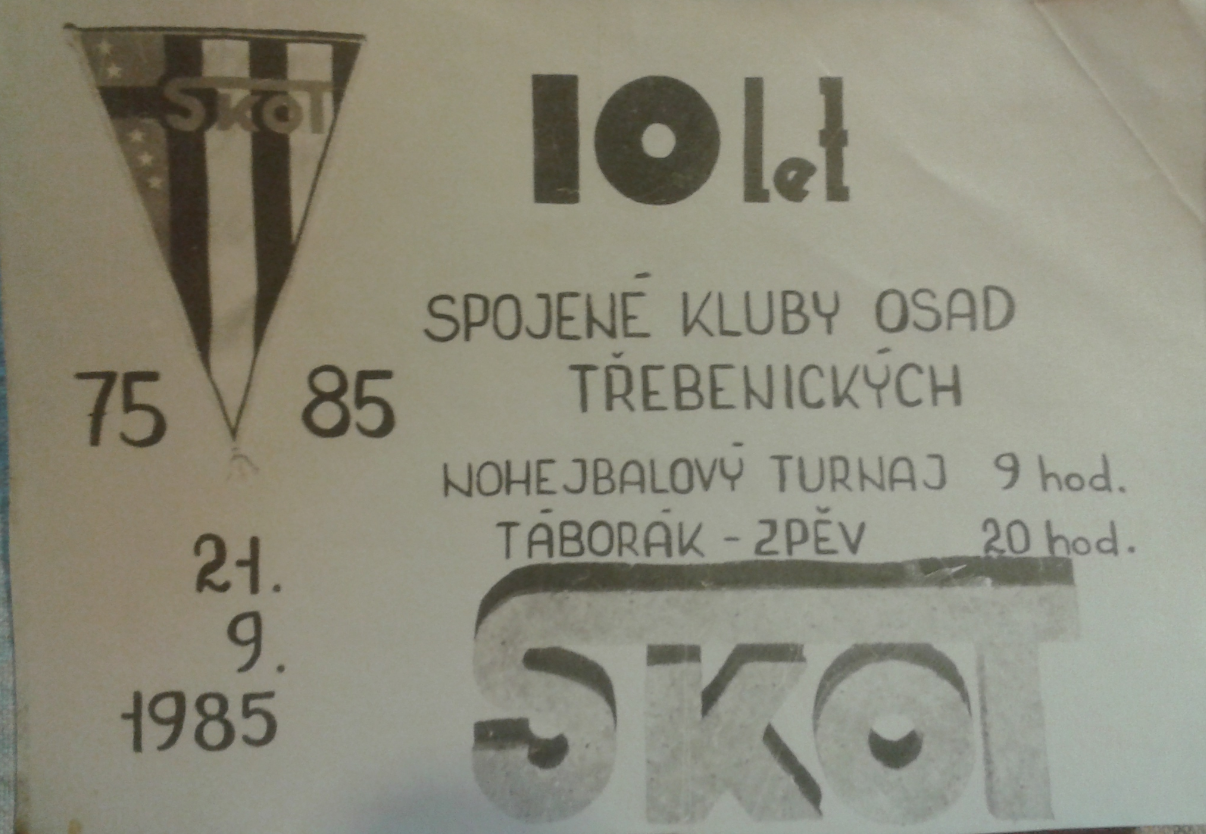 SKOT
10 let
SPOJENÉ KLUBY OSAD
TŘEBENICKÝCH
75 85
NOHEJBALOVÝ TURNAJ 9 hod.
TÁBORÁK - ZPĚV 20 hod.
21.
9.
1985
SKOT